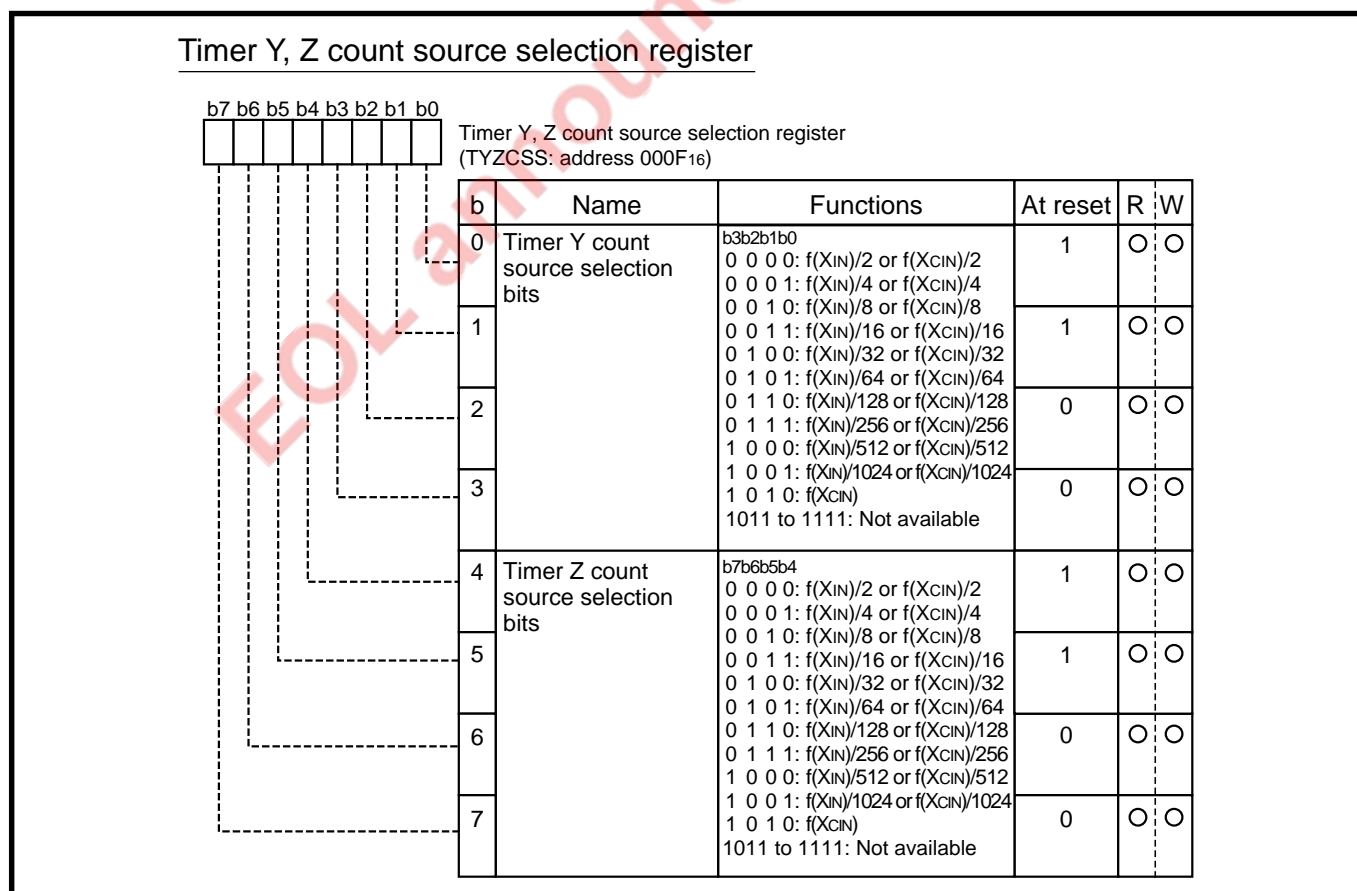 Timer Y, Z count source selection register
b7 b6 b5 b4 b3 b2 b1 b0
Timer Y, Z count source selection register
(TYZCSS: address 000F16)
b Name Functions At reset R W
0 Timer Y count source selection bits 1
b3b2b1b0
0 0 0 0: f(XIN)/2 or f(XCIN)/2
0 0 0 1: f(XIN)/4 or f(XCIN)/4
0 0 1 0: f(XIN)/8 or f(XCIN)/8
0 0 1 1: f(XIN)/16 or f(XCIN)/16
0 1 0 0: f(XIN)/32 or f(XCIN)/32
0 1 0 1: f(XIN)/64 or f(XCIN)/64
0 1 1 0: f(XIN)/128 or f(XCIN)/128
0 1 1 1: f(XIN)/256 or f(XCIN)/256
1 0 0 0: f(XIN)/512 or f(XCIN)/512
1 0 0 1: f(XIN)/1024 or f(XCIN)/1024
1 0 1 0: f(XCIN)
1011 to 1111: Not available
1 1
2 0
3 0
4 Timer Z count source selection bits 1
b7b6b5b4
0 0 0 0: f(XIN)/2 or f(XCIN)/2
0 0 0 1: f(XIN)/4 or f(XCIN)/4
0 0 1 0: f(XIN)/8 or f(XCIN)/8
0 0 1 1: f(XIN)/16 or f(XCIN)/16
0 1 0 0: f(XIN)/32 or f(XCIN)/32
0 1 0 1: f(XIN)/64 or f(XCIN)/64
0 1 1 0: f(XIN)/128 or f(XCIN)/128
0 1 1 1: f(XIN)/256 or f(XCIN)/256
1 0 0 0: f(XIN)/512 or f(XCIN)/512
1 0 0 1: f(XIN)/1024 or f(XCIN)/1024
1 0 1 0: f(XCIN)
1011 to 1111: Not available
5 1
6 0
7 0
EOL announ